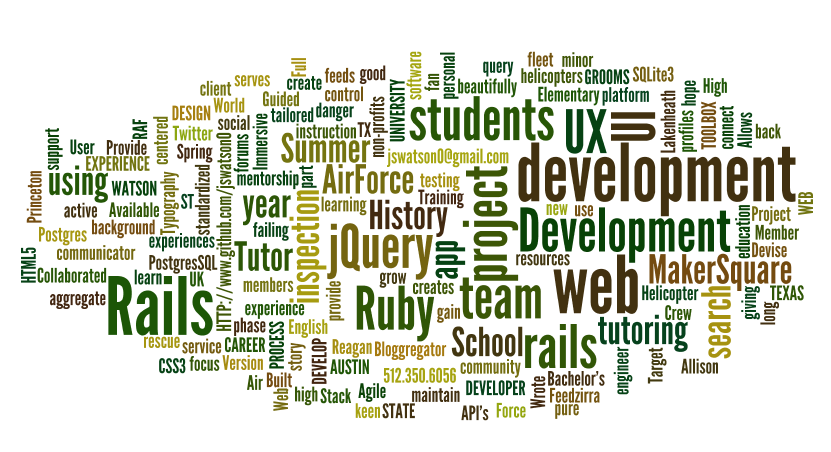 fleet minor
client serves Full create feeds good query helicopters GROOMS SQLite3
software fan personal beautifully Elementary platform hope High
DESIGN World Guided control tailored danger UNIVERSITY
Twitter social Immersive instruction TX non-profits students UX UI
Lakenheath profiles TOOLBOX connect Allows back
support User Provide RAF centered Spring forums Summer jswatson0@gmail.com
EXPERIENCE mentorship part AirForce testing development
Princeton using WATSON ST standardized HTTP://www.github.com/jswatson0
active Available Typography year learning Training project new use WEB
Postgres background failing History Development education Project Member
communicator experiences Tutor inspection jQuery app resources Devise
HTML5 Collaborated learn PostgreSQL UK members grow creates web MakerSquare
aggregate Rails experience provide Ruby gain team Helicopter search giving TEXAS
phase English Crew long
rescue service CAREER PROCESS story Reagan Bloggregator School rails tutoring
CSS3 focus Version DEVELOP AUSTIN 512.350.6056 community engineer Target Allison
Air Built Web high Stack Agile maintain DEVELOPER Wrote Bachelor's Feedzirra
keen STATE API's Force pure